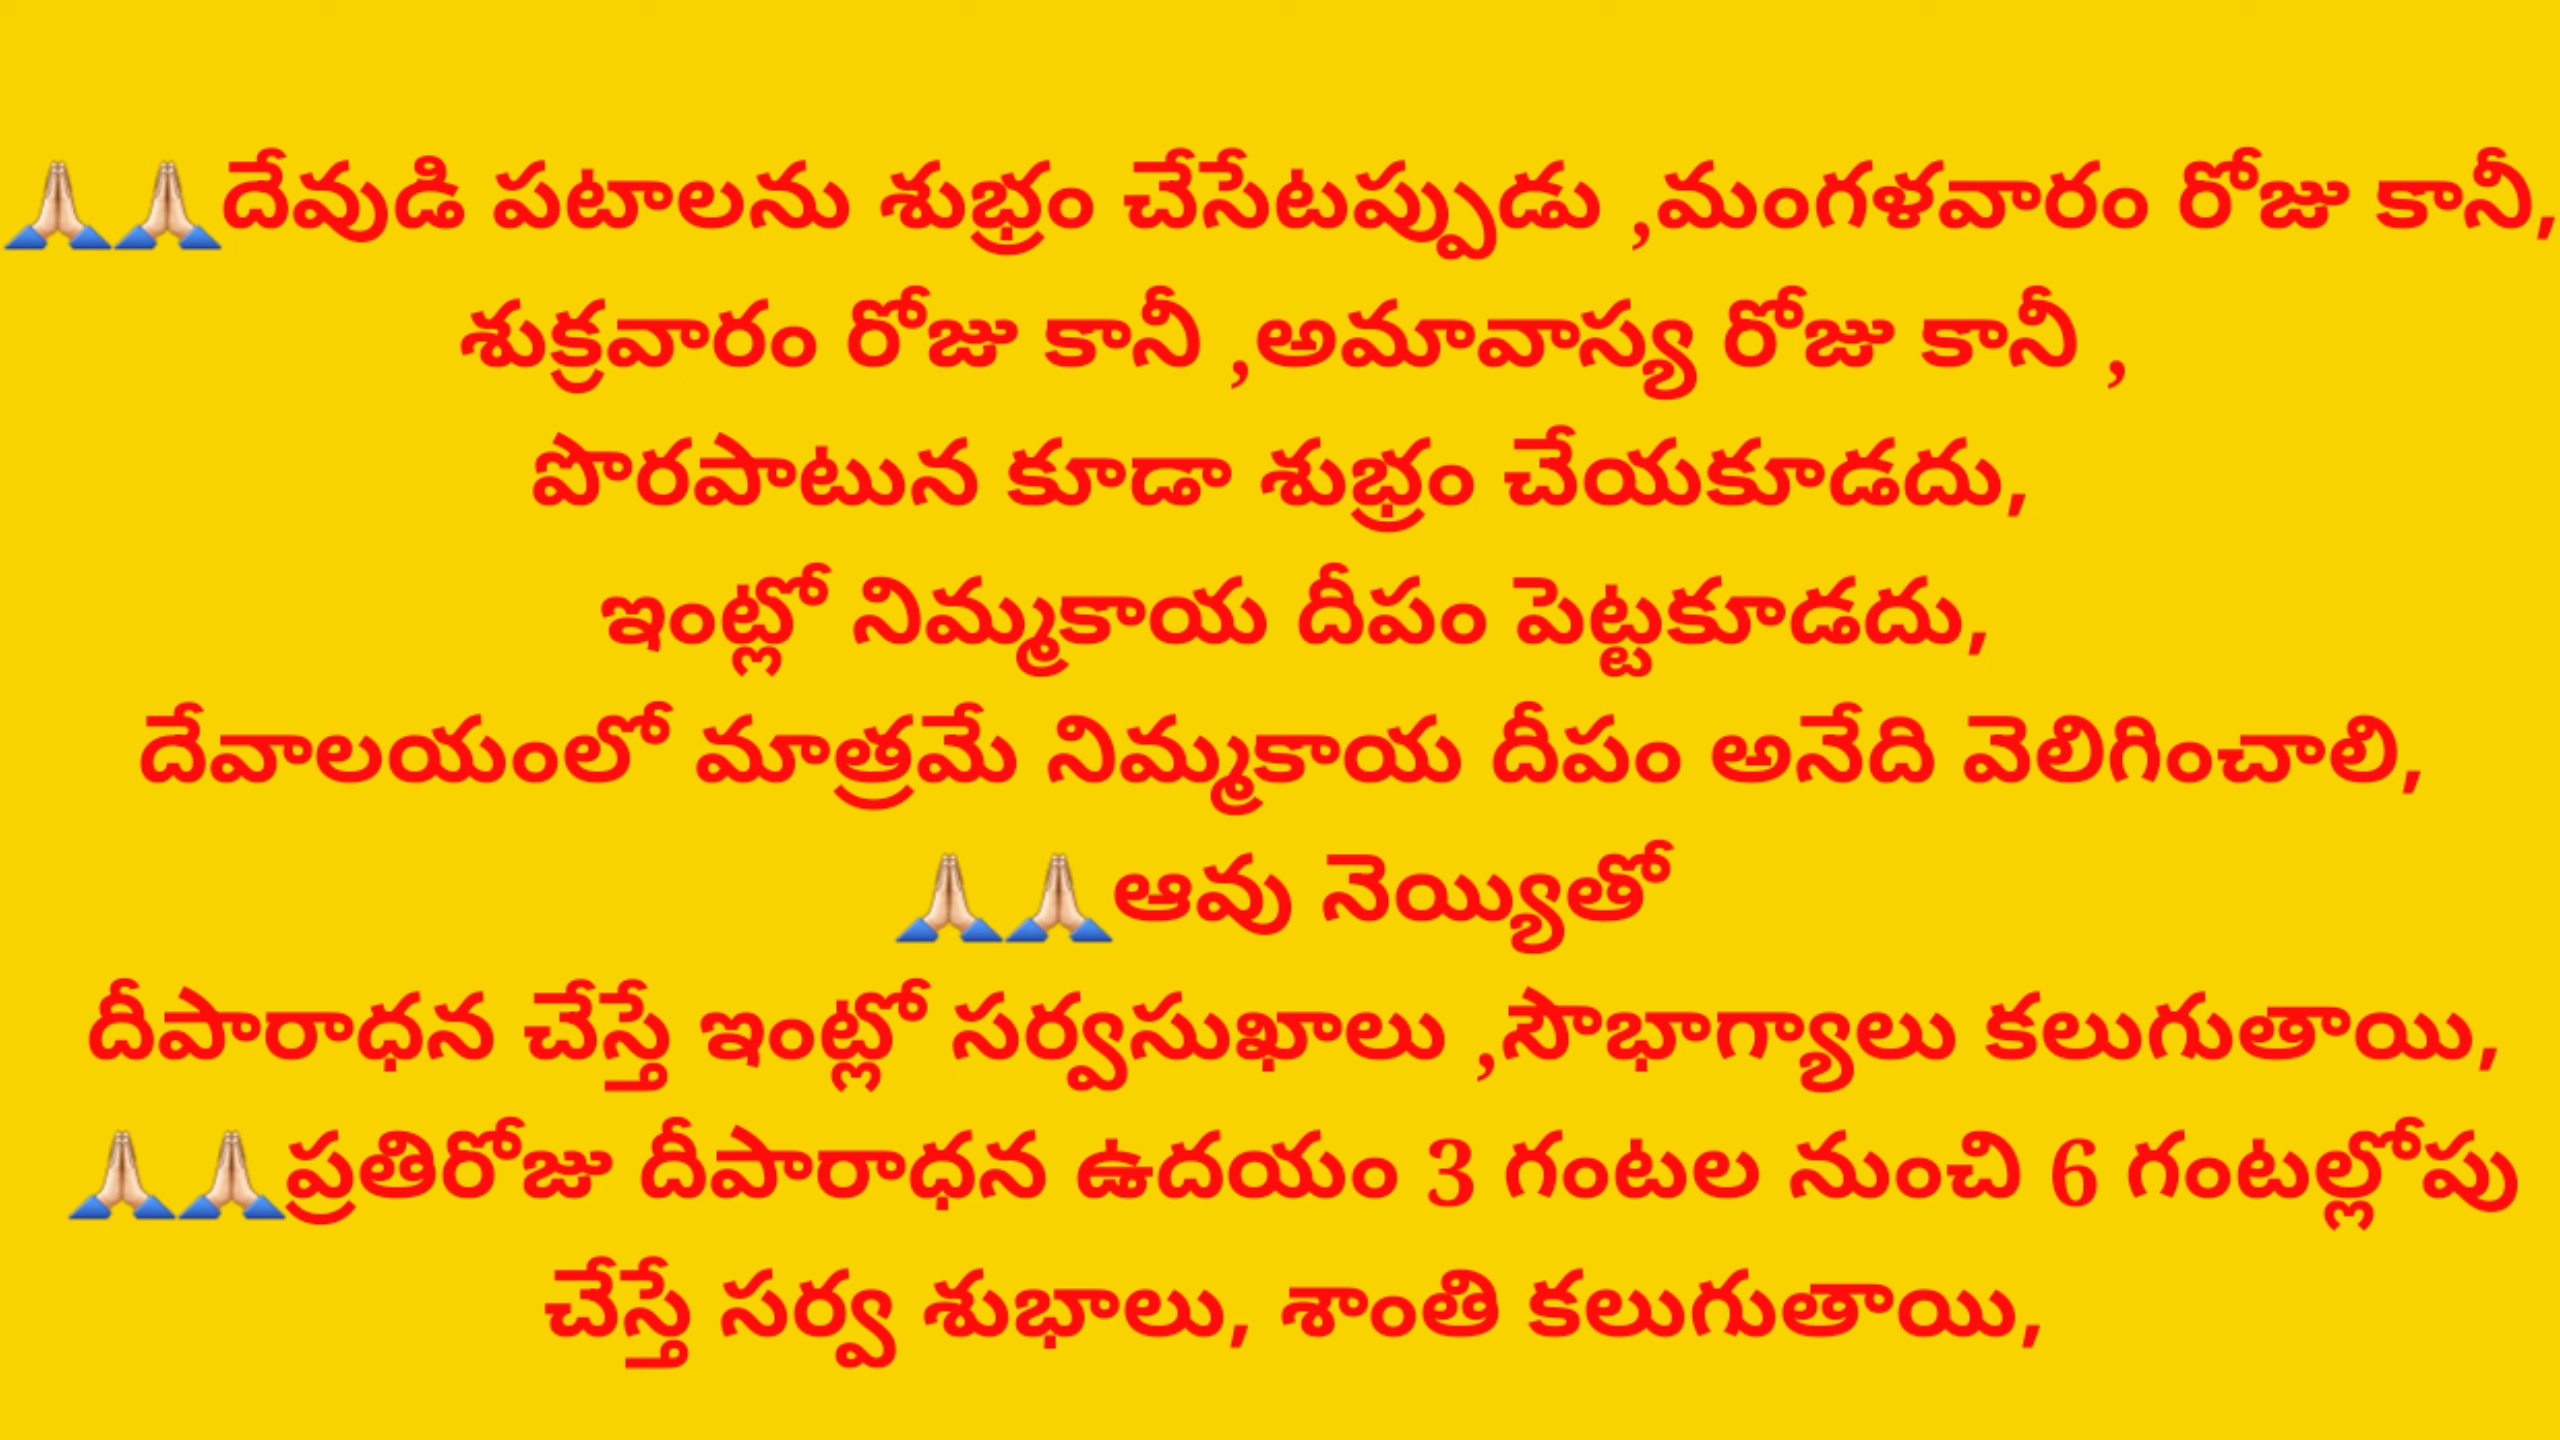 🙏🏻🙏🏻దేవుడి పటాలను శుభ్రం చేసేటప్పుడు ,మంగళవారం రోజు కానీ,
శుక్రవారం రోజు కానీ ,అమావాస్య రోజు కానీ ,
పొరపాటున కూడా శుభ్రం చేయకూడదు,
ఇంట్లో నిమ్మకాయ దీపం పెట్టకూడదు,
దేవాలయంలో మాత్రమే నిమ్మకాయ దీపం అనేది వెలిగించాలి,
🙏🏻🙏🏻ఆవు నెయ్యితో
దీపారాధన చేస్తే ఇంట్లో సర్వసుఖాలు ,సౌభాగ్యాలు కలుగుతాయి,
🙏🏻🙏🏻ప్రతిరోజు దీపారాధన ఉదయం 3 గంటల నుంచి 6 గంటల్లోపు
చేస్తే సర్వ శుభాలు, శాంతి కలుగుతాయి,